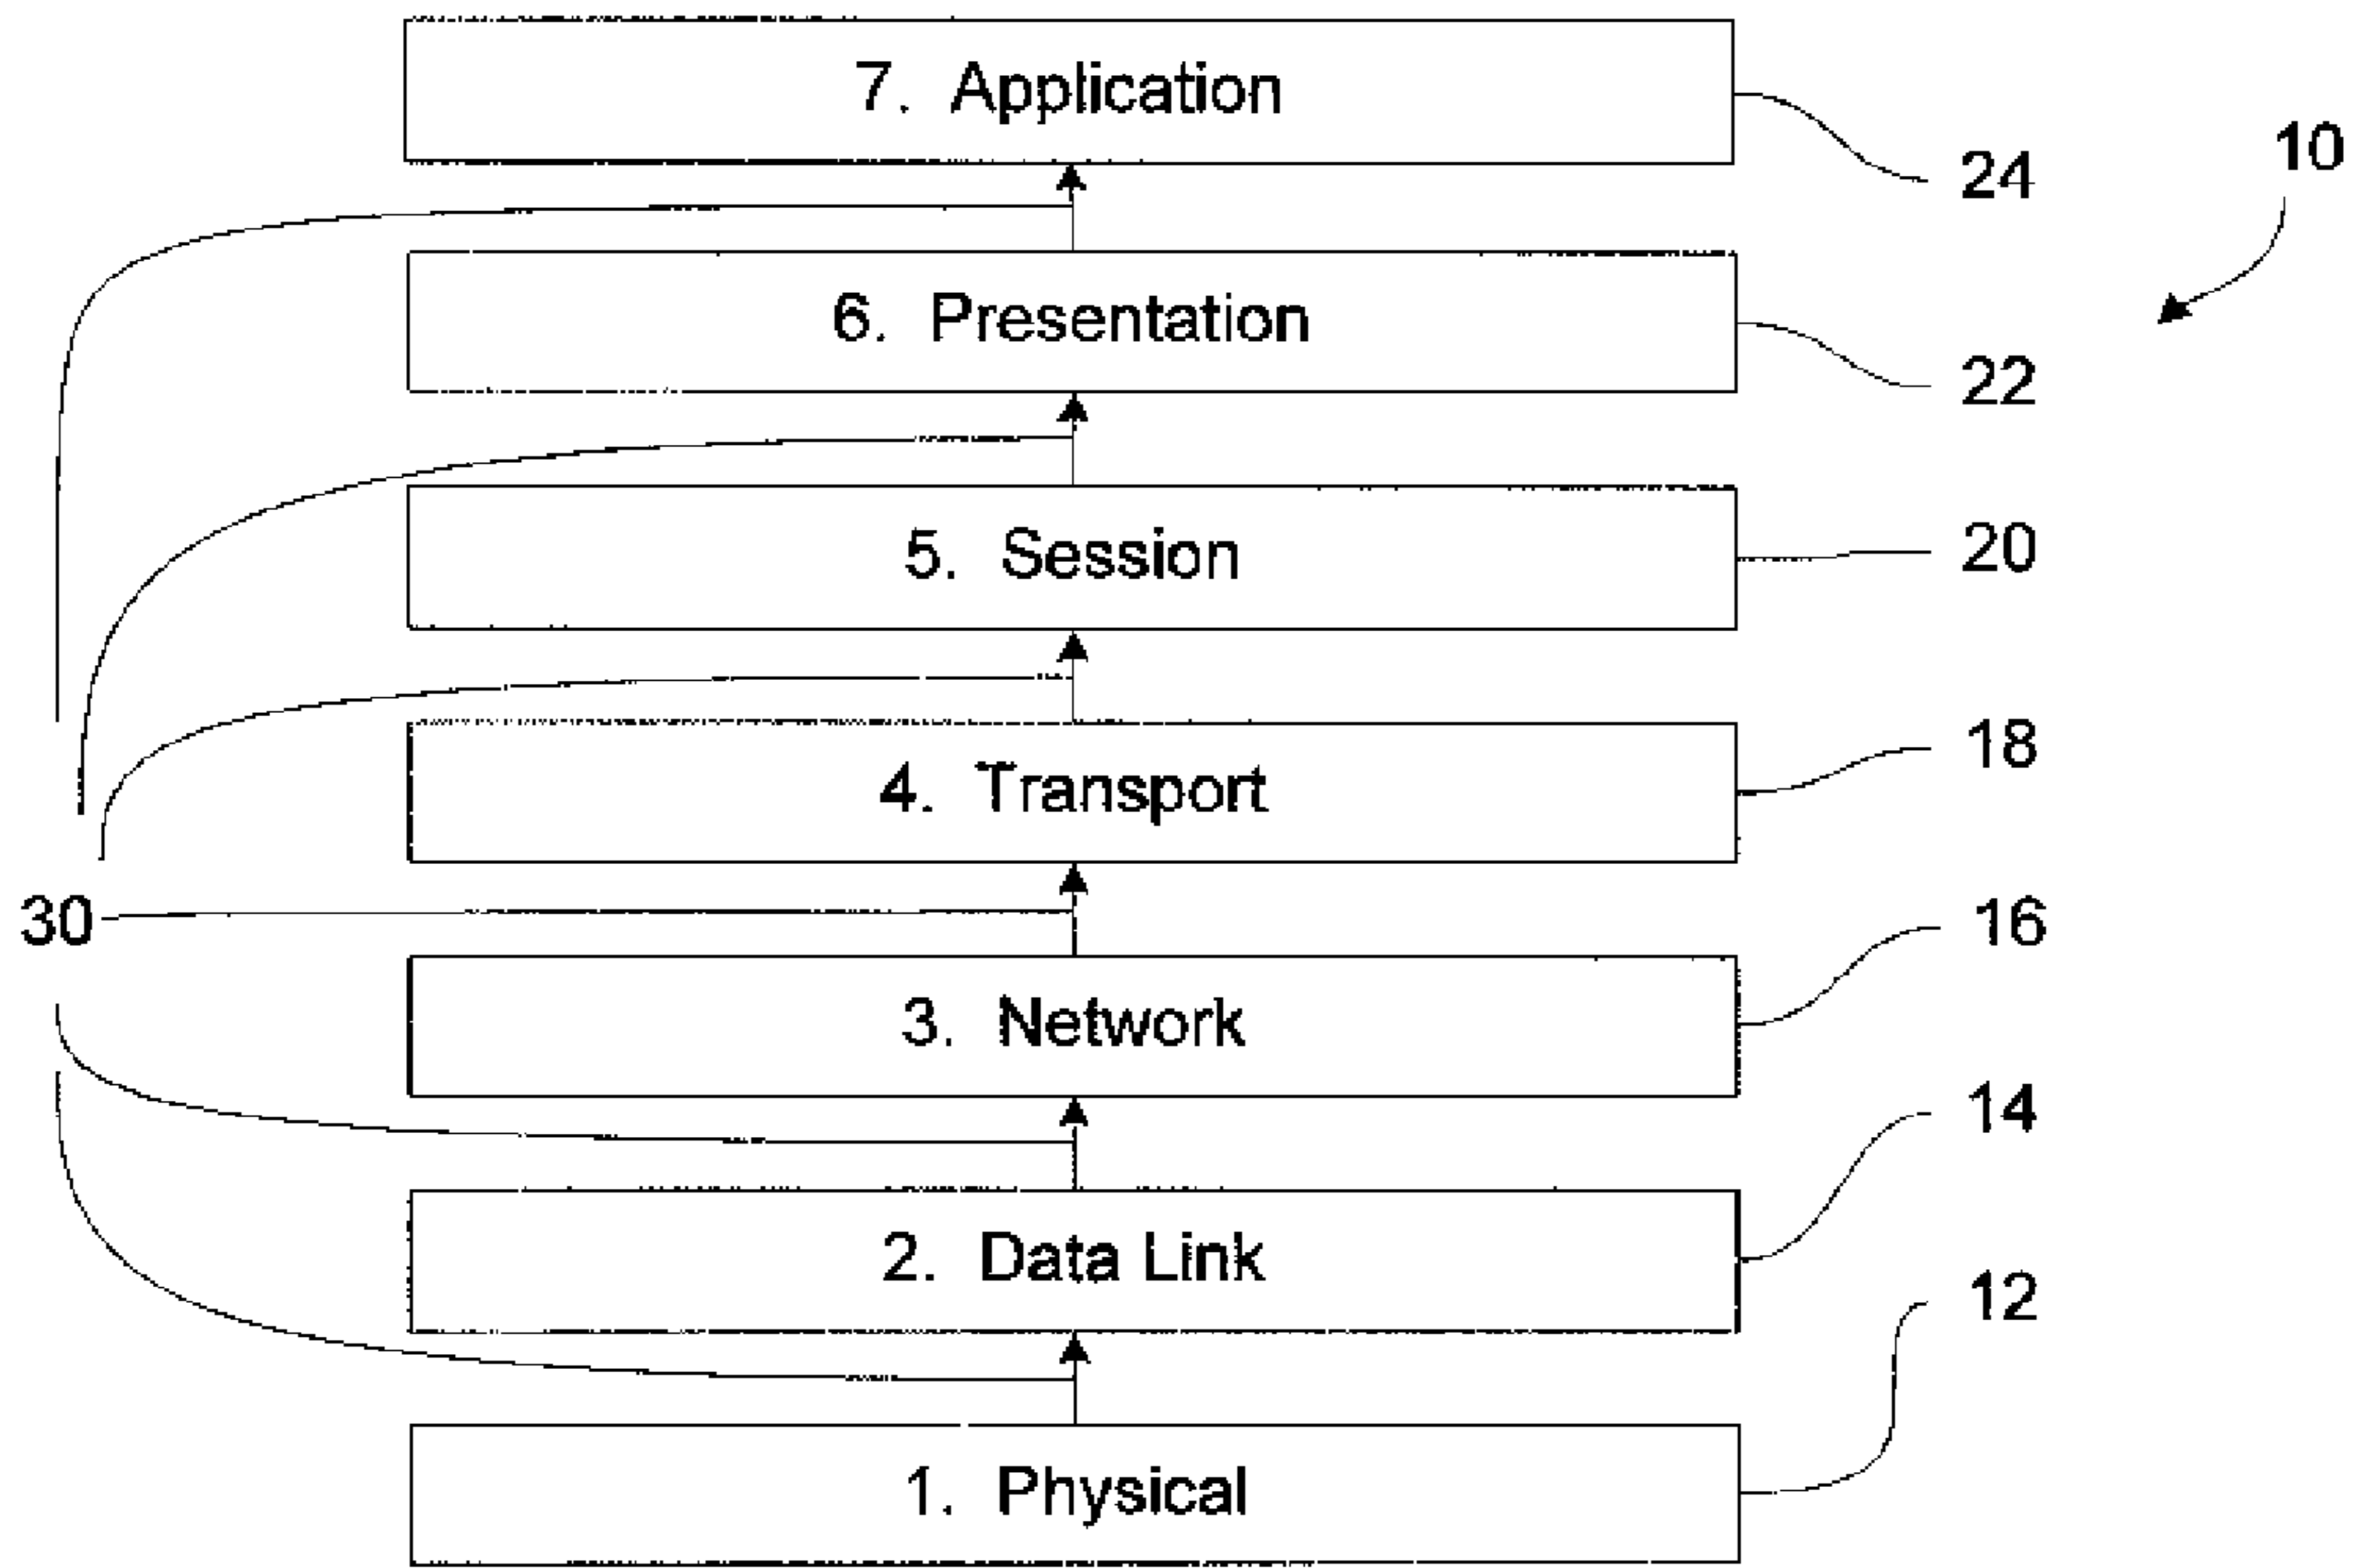 7. Application
24
10
6. Presentation
22
5. Session
20
4. Transport
18
30
3. Network
16
14
2. Data Link
12
1. Physical